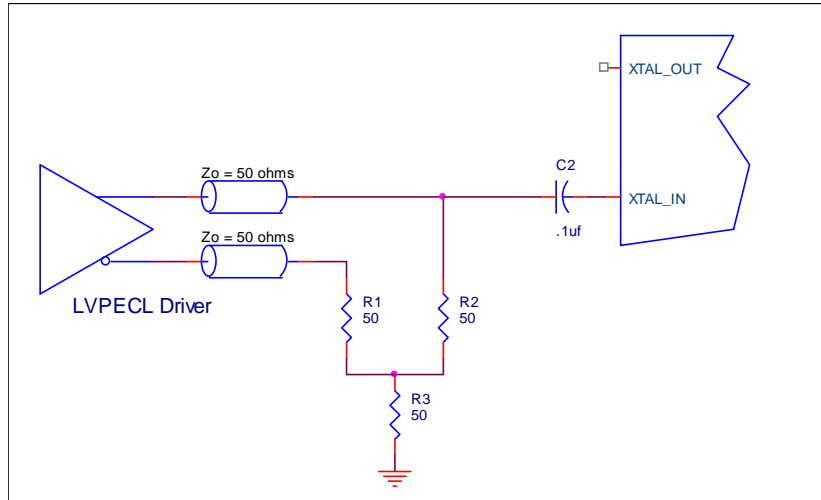 XTAL_OUT
Zo = 50 ohms
C2
XTAL_IN
.1uf
Zo = 50 ohms
LVPECL Driver
R1
50
R2
50
R3
50